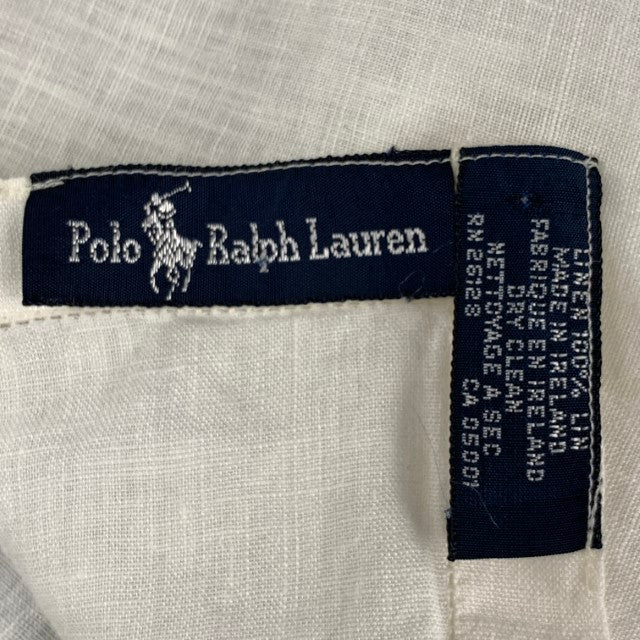 Polo Ralph Lauren
LINEN 100% LIN
MADE IN IRELAND
FABRIQUE EN IRELAND
DRY CLEAN
NETTOYAGE A SEC
RN 26128 CA 05009